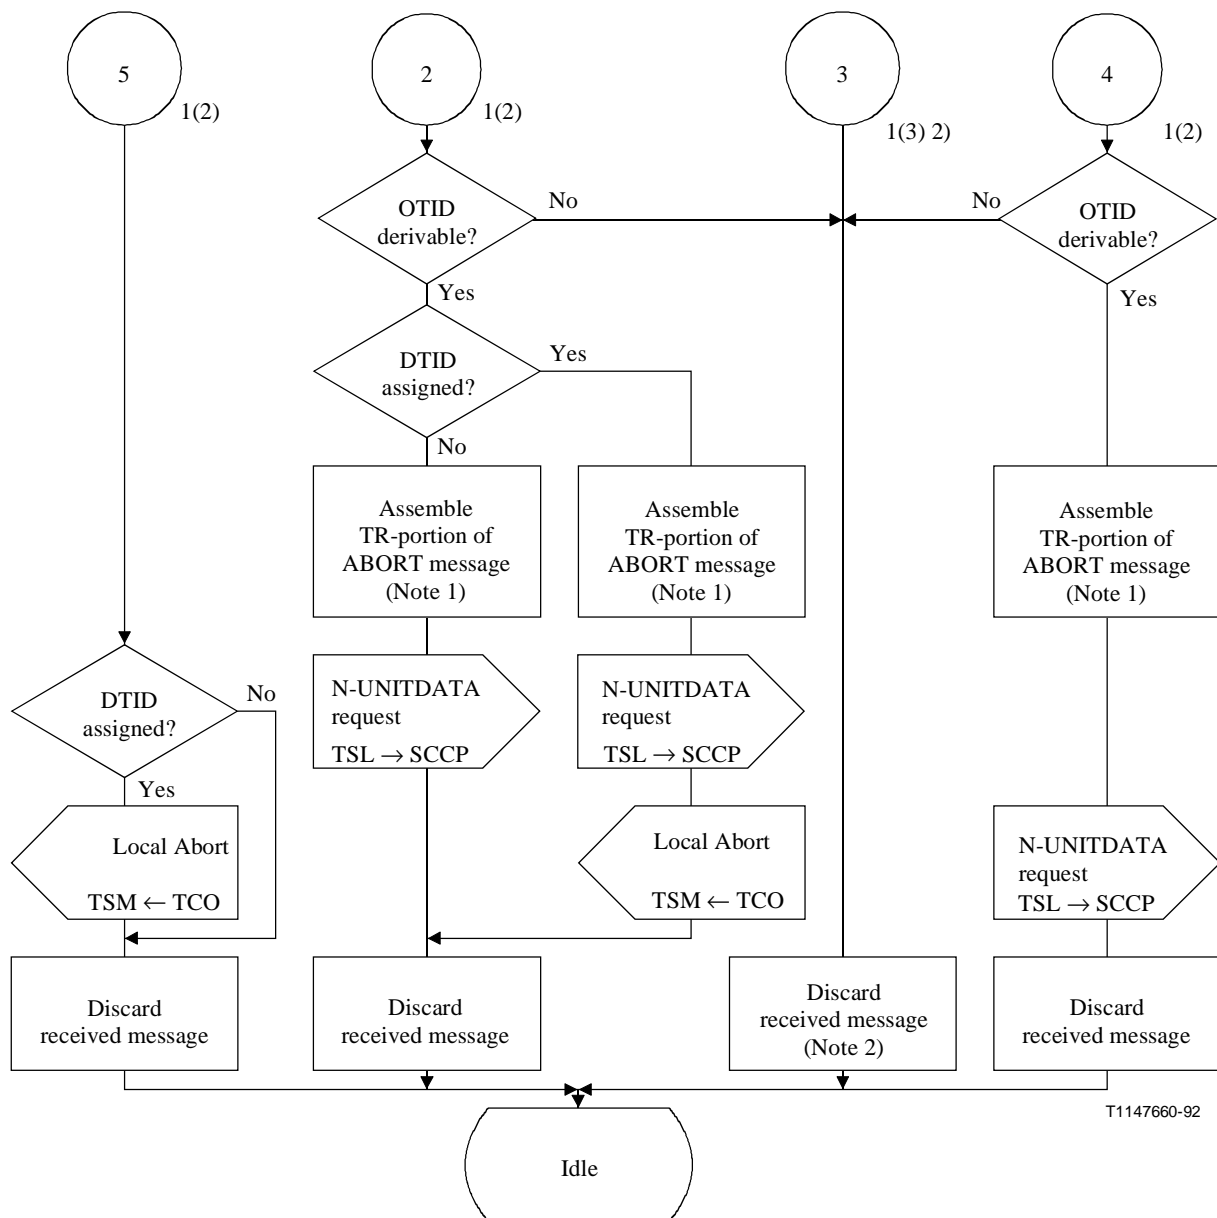 5
1(2)
2
1(2)
3
1(3) 2)
4
1(2)
OTID
derivable?
No
Yes
No
OTID
derivable?
Yes
DTID
assigned?
Yes
No
Assemble
TR-portion of
ABORT message
(Note 1)
Assemble
TR-portion of
ABORT message
(Note 1)
Assemble
TR-portion of
ABORT message
(Note 1)
DTID
assigned?
No
Yes
N-UNITDATA
request
TSL → SCCP
N-UNITDATA
request
TSL → SCCP
Local Abort
TSM ← TCO
Local Abort
TSM ← TCO
N-UNITDATA
request
TSL → SCCP
Discard
received message
Discard
received message
Discard
received message
(Note 2)
Discard
received message
T1147660-92
Idle